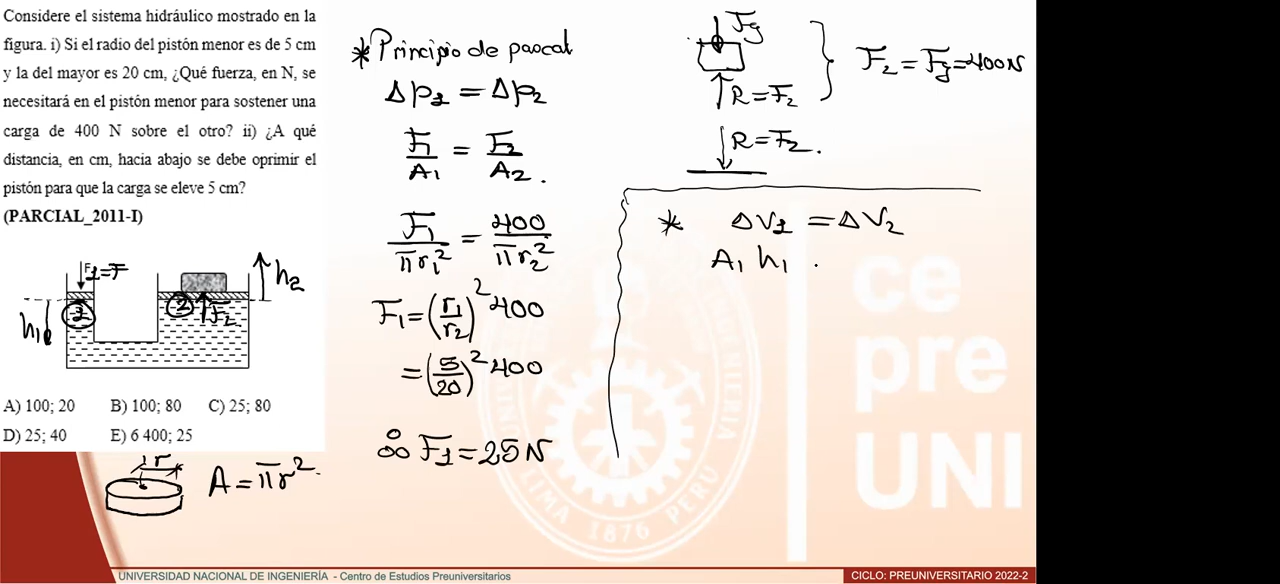 Considere el sistema hidráulico mostrado en la
figura. i) Si el radio del pistón menor es de 5 cm
y la del mayor es 20 cm, ¿Qué fuerza, en N, se
necesitará en el pistón menor para sostener una
carga de 400 N sobre el otro? ii) ¿A qué
distancia, en cm, hacia abajo se debe oprimir el
pistón para que la carga se eleve 5 cm?
(PARCIAL_2011-I)
F1=F
h2
h1
1
2
F2
A) 100; 20 B) 100; 80 C) 25; 80
D) 25; 40 E) 6 400; 25
r
A = πr²
* Principio de pascal
Δp1 = Δp2
F1/A1 = F2/A2.
F1/πr1² = 400/πr2²
F1 = (r1/r2)² 400
= (5/20)² 400
∴ F1 = 25N
Fg
R = F2
F2 = Fg = 400N
R = F2.
* ΔV1 = ΔV2
A1 h1 .
ce
pre
UNI
LIMA 1876 PERU
UNIVERSIDAD NACIONAL DE INGENIERÍA - Centro de Estudios Preuniversitarios
CICLO: PREUNIVERSITARIO 2022-2